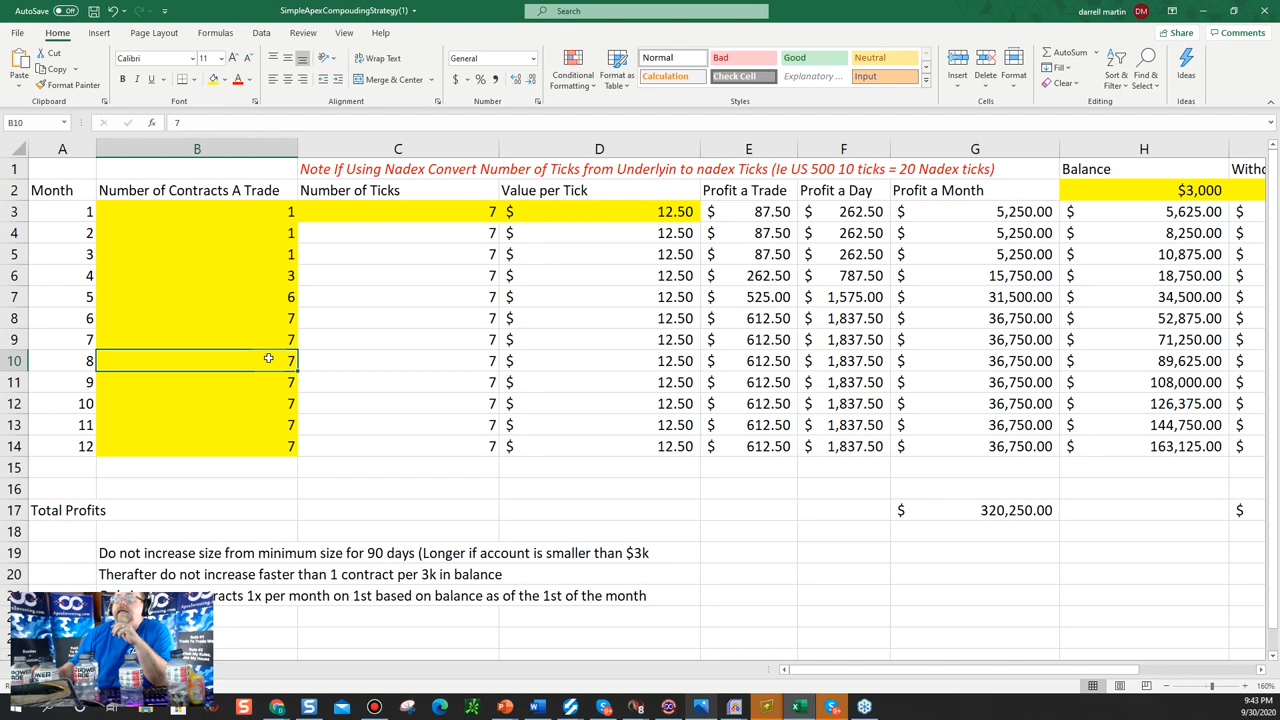 AutoSave Off SimpleApexCompoudingStrategy(1) Search darrell martin DM
File Home Insert Page Layout Formulas Data Review View Help Share Comments
Paste Cut Copy Format Painter Clipboard
Calibri 11 B I U Font
Wrap Text Merge & Center Alignment
General $ % Number
Conditional Formatting Format as Table
Normal Bad Good Neutral
Calculation Check Cell Explanatory ... Input
Styles
Insert Delete Format Cells
AutoSum Fill Clear Sort & Filter Find & Select Editing
Ideas Ideas
B10 fx 7
A B C D E F G H
1 Note If Using Nadex Convert Number of Ticks from Underlyin to nadex Ticks (Ie US 500 10 ticks = 20 Nadex ticks) Balance
2 Month Number of Contracts A Trade Number of Ticks Value per Tick Profit a Trade Profit a Day Profit a Month $3,000
3 1 1 7 $ 12.50 $ 87.50 $ 262.50 $ 5,250.00 $ 5,625.00 $
4 2 1 7 $ 12.50 $ 87.50 $ 262.50 $ 5,250.00 $ 8,250.00 $
5 3 1 7 $ 12.50 $ 87.50 $ 262.50 $ 5,250.00 $ 10,875.00 $
6 4 3 7 $ 12.50 $ 262.50 $ 787.50 $ 15,750.00 $ 18,750.00 $
7 5 6 7 $ 12.50 $ 525.00 $ 1,575.00 $ 31,500.00 $ 34,500.00 $
8 6 7 7 $ 12.50 $ 612.50 $ 1,837.50 $ 36,750.00 $ 52,875.00 $
9 7 7 7 $ 12.50 $ 612.50 $ 1,837.50 $ 36,750.00 $ 71,250.00 $
10 8 7 7 $ 12.50 $ 612.50 $ 1,837.50 $ 36,750.00 $ 89,625.00 $
11 9 7 7 $ 12.50 $ 612.50 $ 1,837.50 $ 36,750.00 $ 108,000.00 $
12 10 7 7 $ 12.50 $ 612.50 $ 1,837.50 $ 36,750.00 $ 126,375.00 $
13 11 7 7 $ 12.50 $ 612.50 $ 1,837.50 $ 36,750.00 $ 144,750.00 $
14 12 7 7 $ 12.50 $ 612.50 $ 1,837.50 $ 36,750.00 $ 163,125.00 $
15
16
17 Total Profits $ 320,250.00 $
18
19 Do not increase size from minimum size for 90 days (Longer if account is smaller than $3k
20 Therafter do not increase faster than 1 contract per 3k in balance
1x per month on 1st based on balance as of the 1st of the month
160%
9:43 PM
9/30/2020